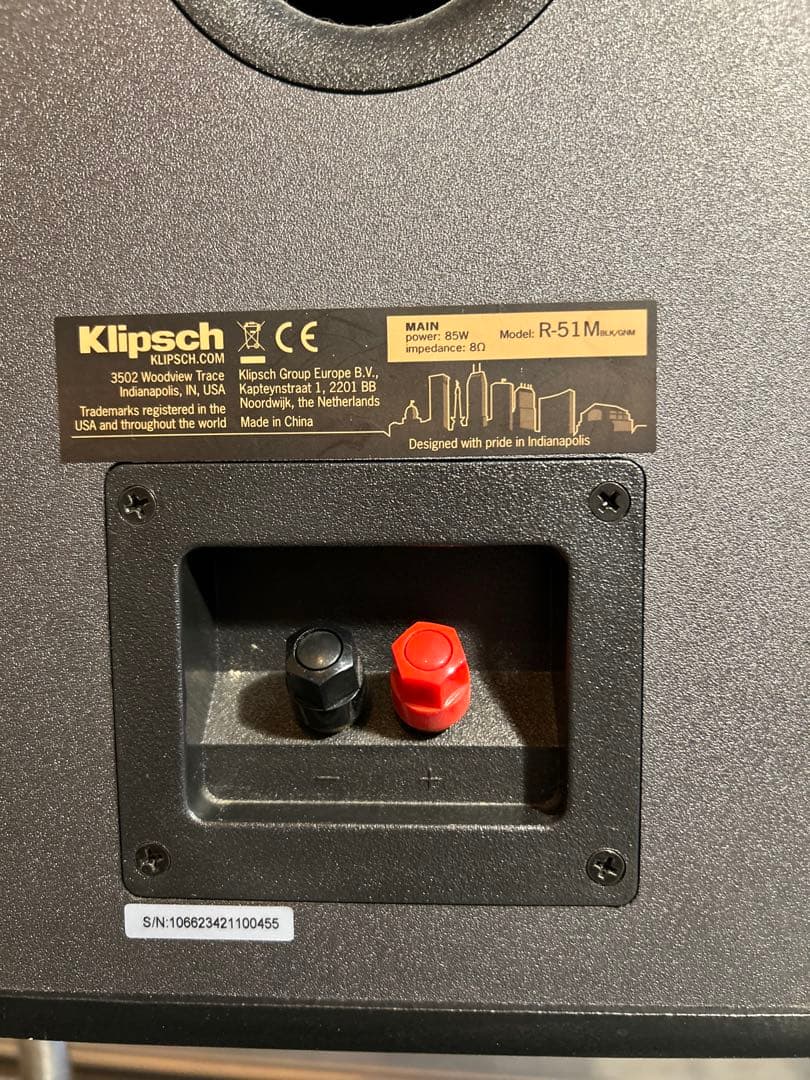 Klipsch
KLIPSCH.COM
3502 Woodview Trace
Indianapolis, IN, USA
Trademarks registered in the
USA and throughout the world
CE
Klipsch Group Europe B.V.,
Kapteynstraat 1, 2201 BB
Noordwijk, the Netherlands
Made in China
MAIN
power: 85W
impedance: 8Ω
Model: R-51M BLK/GNM
Designed with pride in Indianapolis
− +
S/N:106623421100455